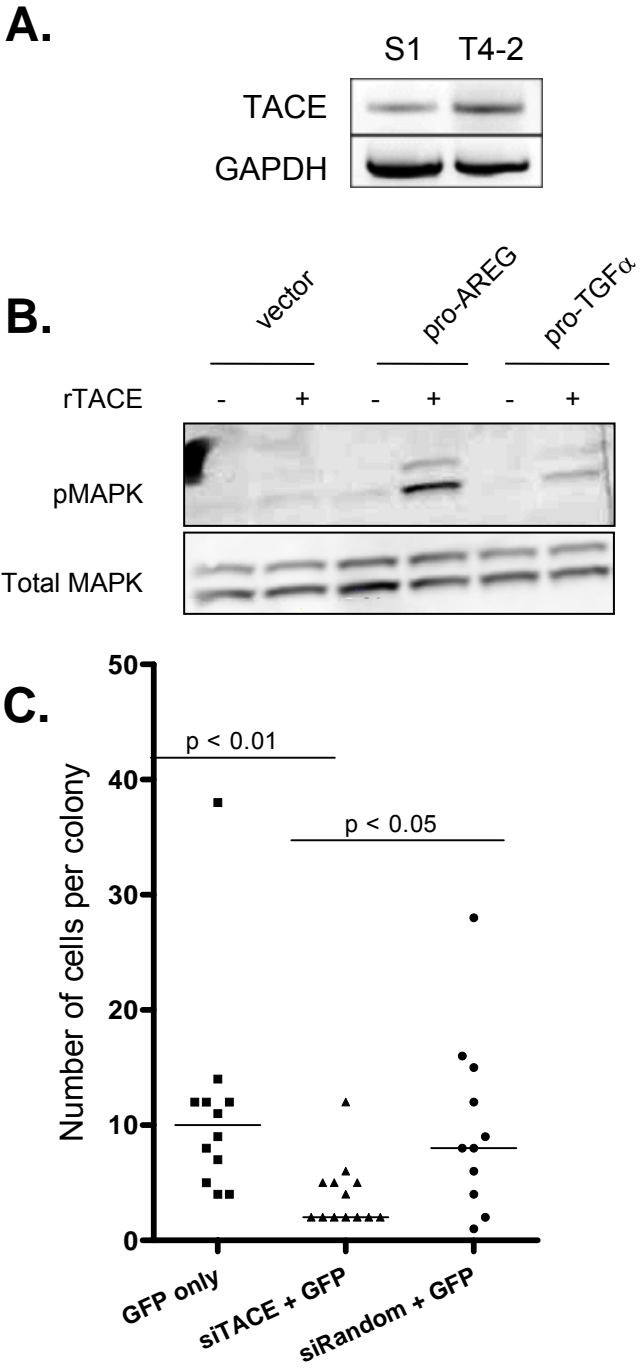 A.
S1 T4-2
TACE
GAPDH
B.
vector pro-AREG pro-TGFα
rTACE - + - + - +
pMAPK
Total MAPK
C.
50
p < 0.01
40
p < 0.05
30
20
10
0
Number of cells per colony
GFP only siTACE + GFP siRandom + GFP